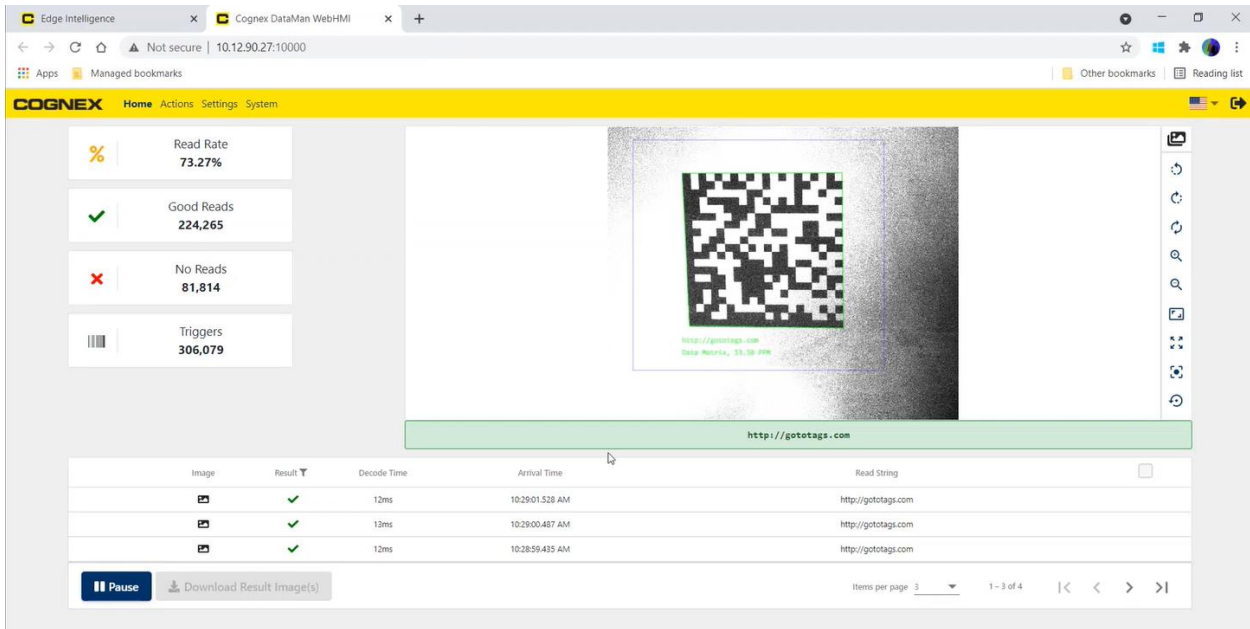 Edge Intelligence
Cognex DataMan WebHMI
Not secure | 10.12.90.27:10000
Apps Managed bookmarks Other bookmarks Reading list
COGNEX Home Actions Settings System
Read Rate
73.27%
Good Reads
224,265
No Reads
81,814
Triggers
306,079
http://gototags.com
Data Matrix,
http://gototags.com
Image Result Decode Time Arrival Time Read String
12ms 10:29:01.528 AM http://gototags.com
13ms 10:29:00.487 AM http://gototags.com
12ms 10:28:59.435 AM http://gototags.com
Pause Download Result Image(s) Items per page 3 1 – 3 of 4